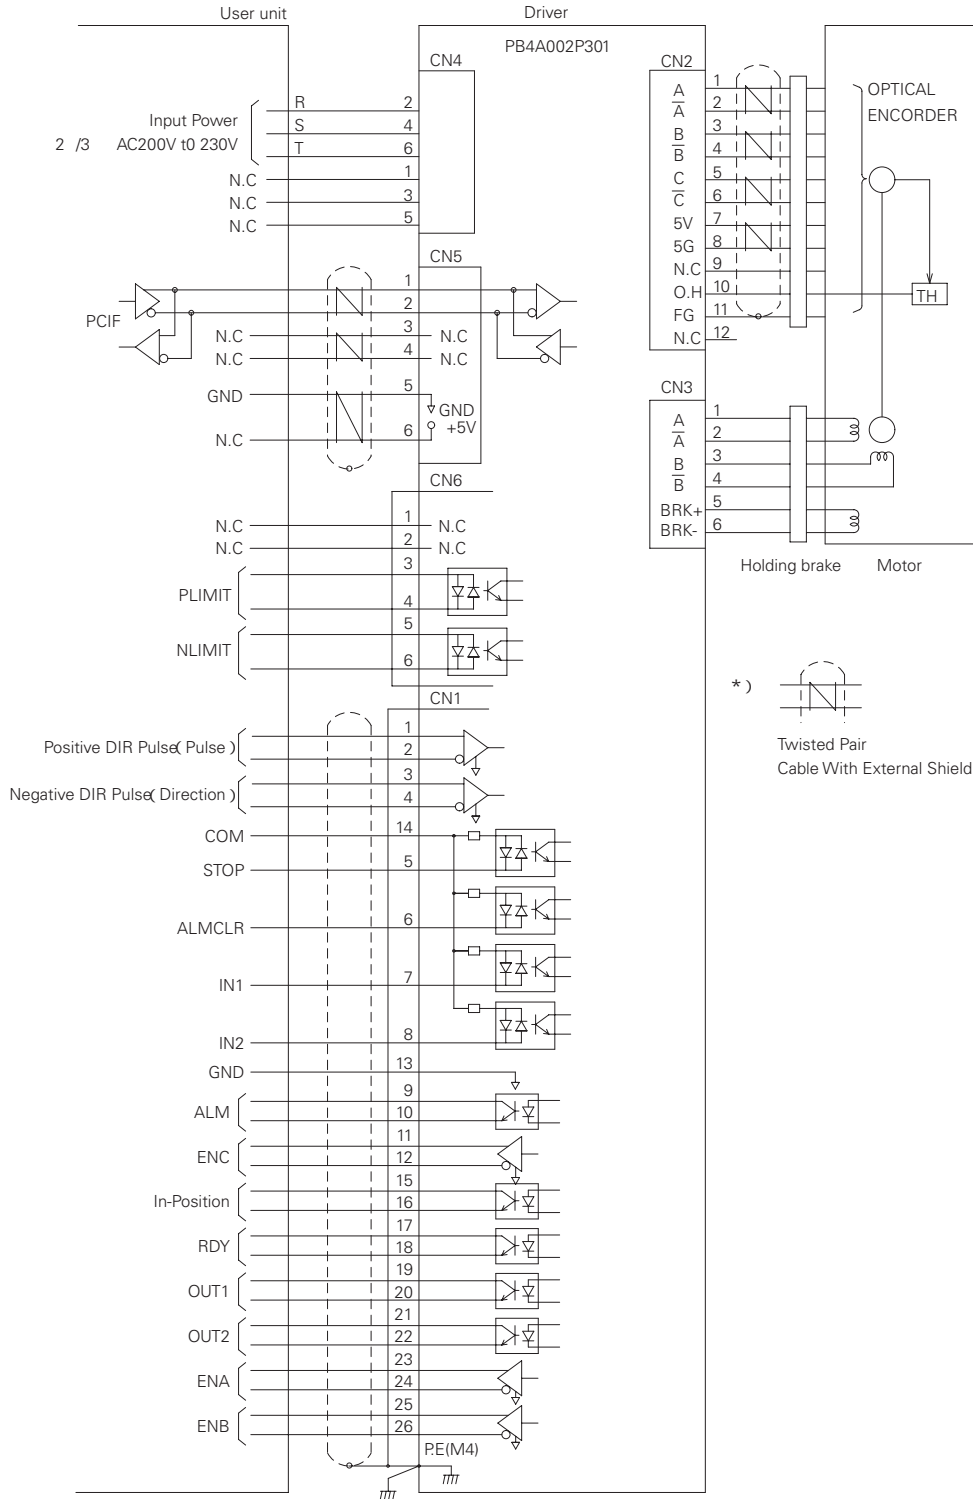 User unit
Driver
PB4A002P301
CN4
R 2
S 4
T 6
Input Power
2 /3 AC200V t0 230V
N.C 1
N.C 3
N.C 5
CN5
PCIF
1
2
N.C 3 N.C
N.C 4 N.C
GND 5 GND
N.C 6 +5V
CN6
N.C 1 N.C
N.C 2 N.C
PLIMIT
3
4
NLIMIT
5
6
CN1
Positive DIR Pulse( Pulse )
1
2
Negative DIR Pulse( Direction )
3
4
COM 14
STOP 5
ALMCLR 6
IN1 7
IN2 8
GND 13
ALM
9
10
ENC
11
12
In-Position
15
16
RDY
17
18
OUT1
19
20
OUT2
21
22
ENA
23
24
ENB
25
26
P.E(M4)
CN2
A 1
A̅ 2
B 3
B̅ 4
C 5
C̅ 6
5V 7
5G 8
N.C 9
O.H 10
FG 11
N.C 12
OPTICAL
ENCORDER
TH
CN3
A 1
A̅ 2
B 3
B̅ 4
BRK+ 5
BRK- 6
Holding brake
Motor
*)
Twisted Pair
Cable With External Shield